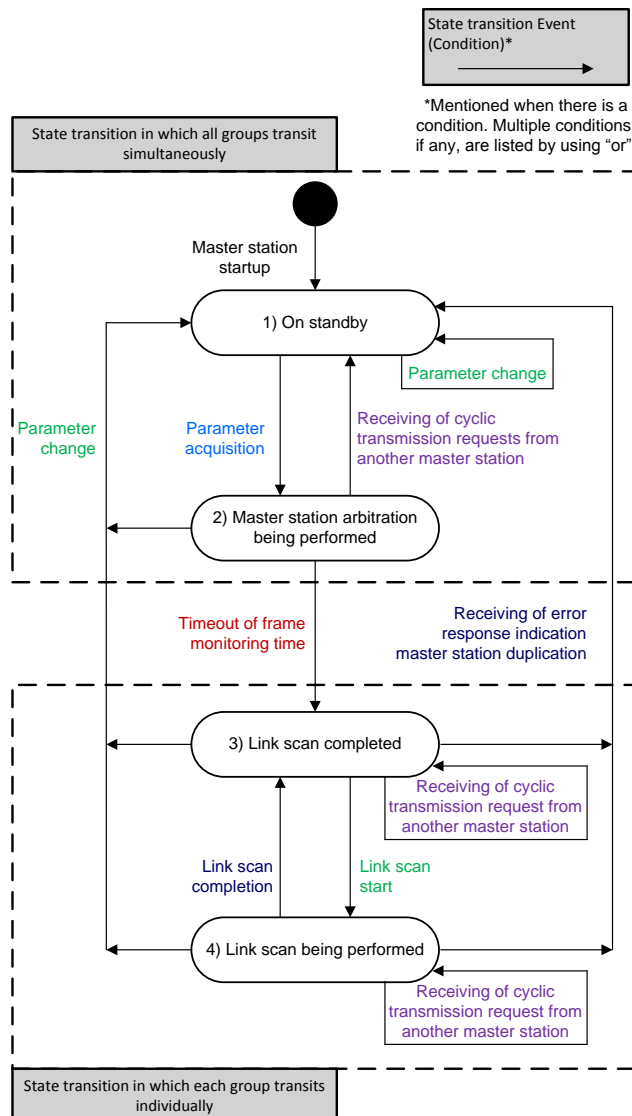 State transition Event
(Condition)*
*Mentioned when there is a
condition. Multiple conditions
if any, are listed by using “or”
State transition in which all groups transit
simultaneously
Master station
startup
1) On standby
Parameter change
Parameter
change
Parameter
acquisition
Receiving of cyclic
transmission requests from
another master station
2) Master station arbitration
being performed
Timeout of frame
monitoring time
Receiving of error
response indication
master station duplication
3) Link scan completed
Receiving of cyclic
transmission request from
another master station
Link scan
completion
Link scan
start
4) Link scan being performed
Receiving of cyclic
transmission request from
another master station
State transition in which each group transits
individually